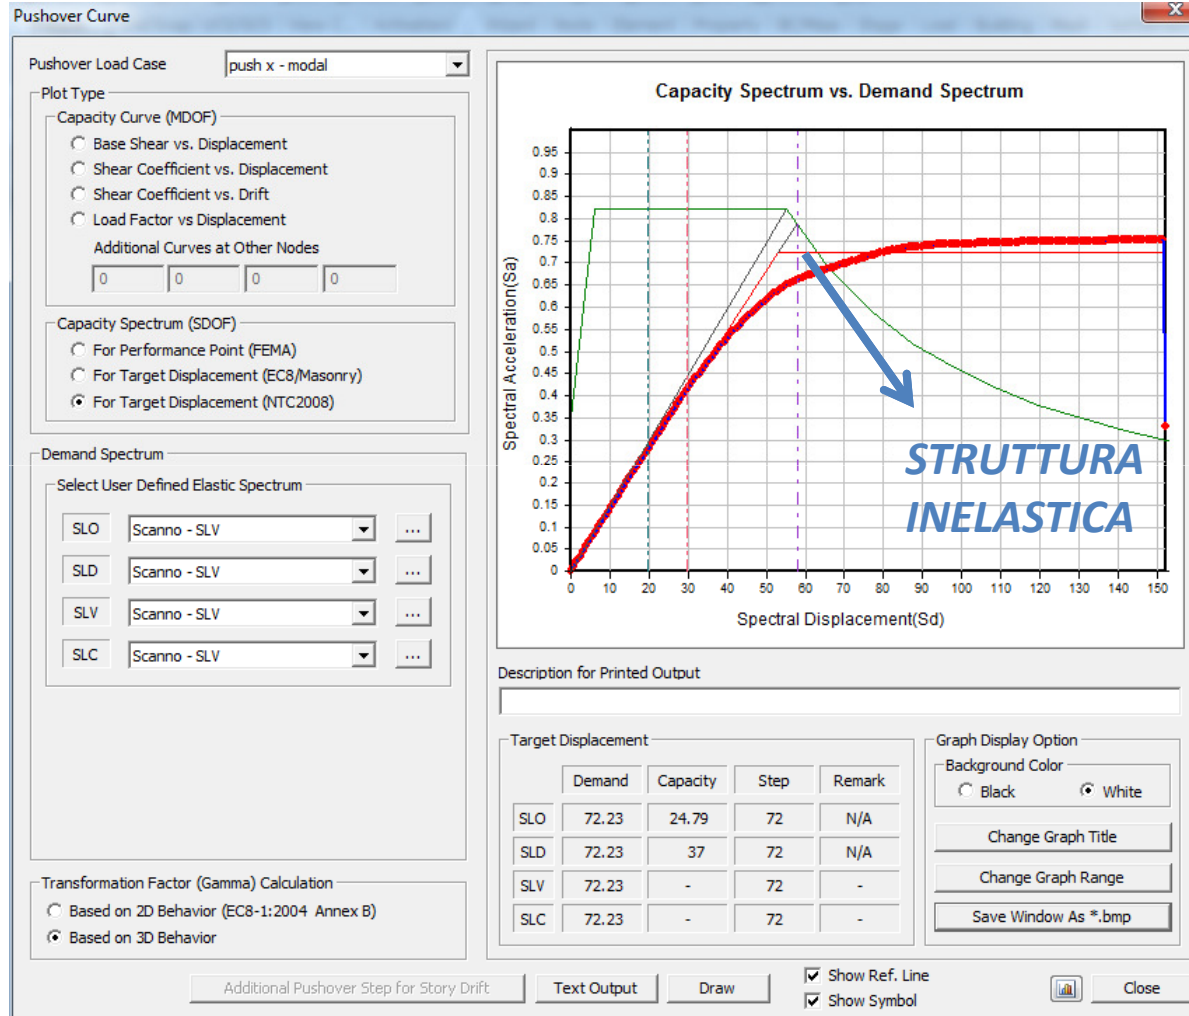 Pushover Curve
Pushover Load Case
push x - modal
Plot Type
Capacity Curve (MDOF)
Base Shear vs. Displacement
Shear Coefficient vs. Displacement
Shear Coefficient vs. Drift
Load Factor vs Displacement
Additional Curves at Other Nodes
0 0 0 0
Capacity Spectrum (SDOF)
For Performance Point (FEMA)
For Target Displacement (EC8/Masonry)
For Target Displacement (NTC2008)
Demand Spectrum
Select User Defined Elastic Spectrum
SLO Scanno - SLV ...
SLD Scanno - SLV ...
SLV Scanno - SLV ...
SLC Scanno - SLV ...
Transformation Factor (Gamma) Calculation
Based on 2D Behavior (EC8-1:2004 Annex B)
Based on 3D Behavior
Capacity Spectrum vs. Demand Spectrum
Spectral Acceleration(Sa)
0.95
0.9
0.85
0.8
0.75
0.7
0.65
0.6
0.55
0.5
0.45
0.4
0.35
0.3
0.25
0.2
0.15
0.1
0.05
0
0 10 20 30 40 50 60 70 80 90 100 110 120 130 140 150
Spectral Displacement(Sd)
STRUTTURA
INELASTICA
Description for Printed Output
Target Displacement
Demand Capacity Step Remark
SLO 72.23 24.79 72 N/A
SLD 72.23 37 72 N/A
SLV 72.23 - 72 -
SLC 72.23 - 72 -
Graph Display Option
Background Color
Black White
Change Graph Title
Change Graph Range
Save Window As *.bmp
Additional Pushover Step for Story Drift
Text Output
Draw
Show Ref. Line
Show Symbol
Close